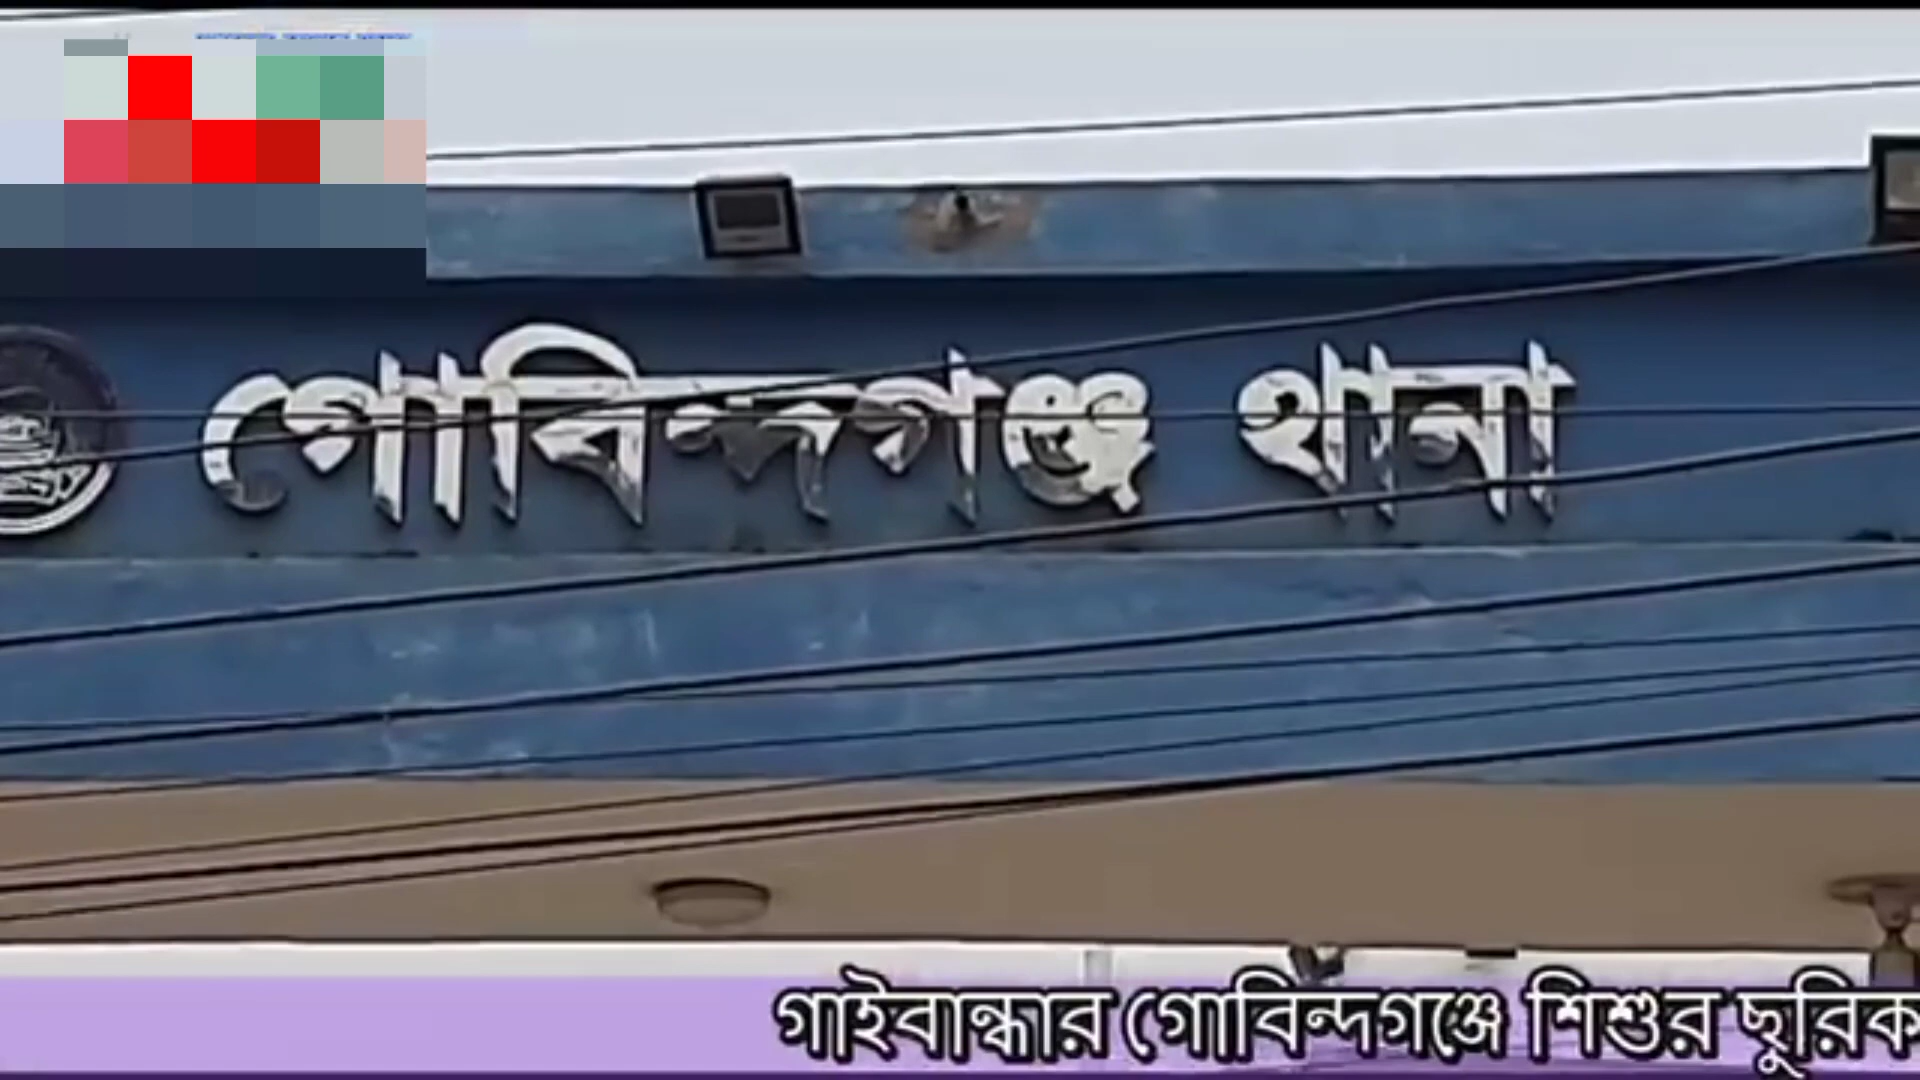 গোবিন্দগঞ্জ থানা
গাইবান্ধার গোবিন্দগঞ্জে শিশুর ছুরিক